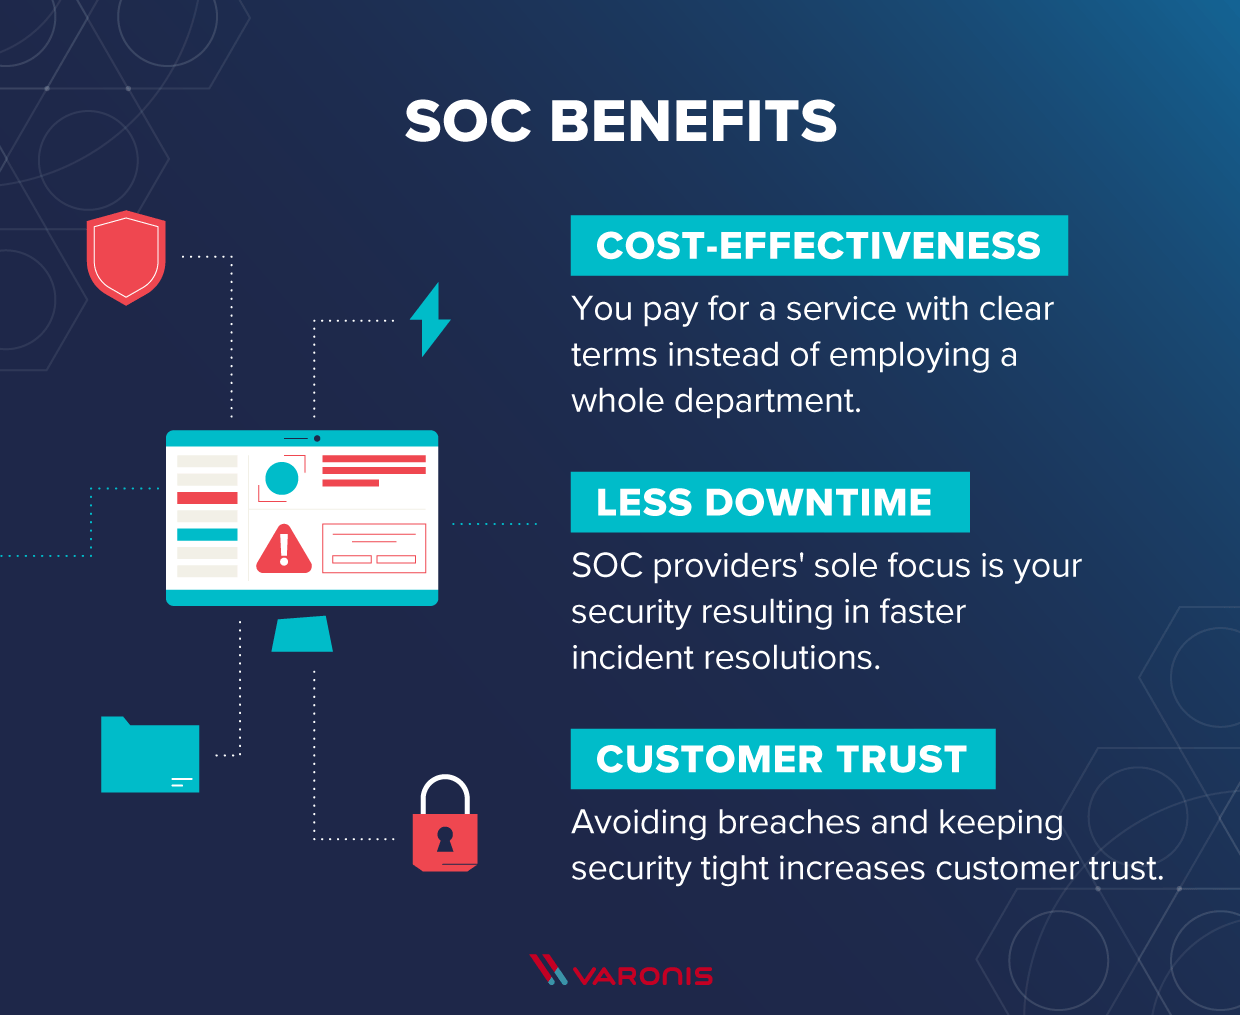 SOC BENEFITS
COST-EFFECTIVENESS
You pay for a service with clear
terms instead of employing a
whole department.
LESS DOWNTIME
SOC providers' sole focus is your
security resulting in faster
incident resolutions.
CUSTOMER TRUST
Avoiding breaches and keeping
security tight increases customer trust.
VARONIS